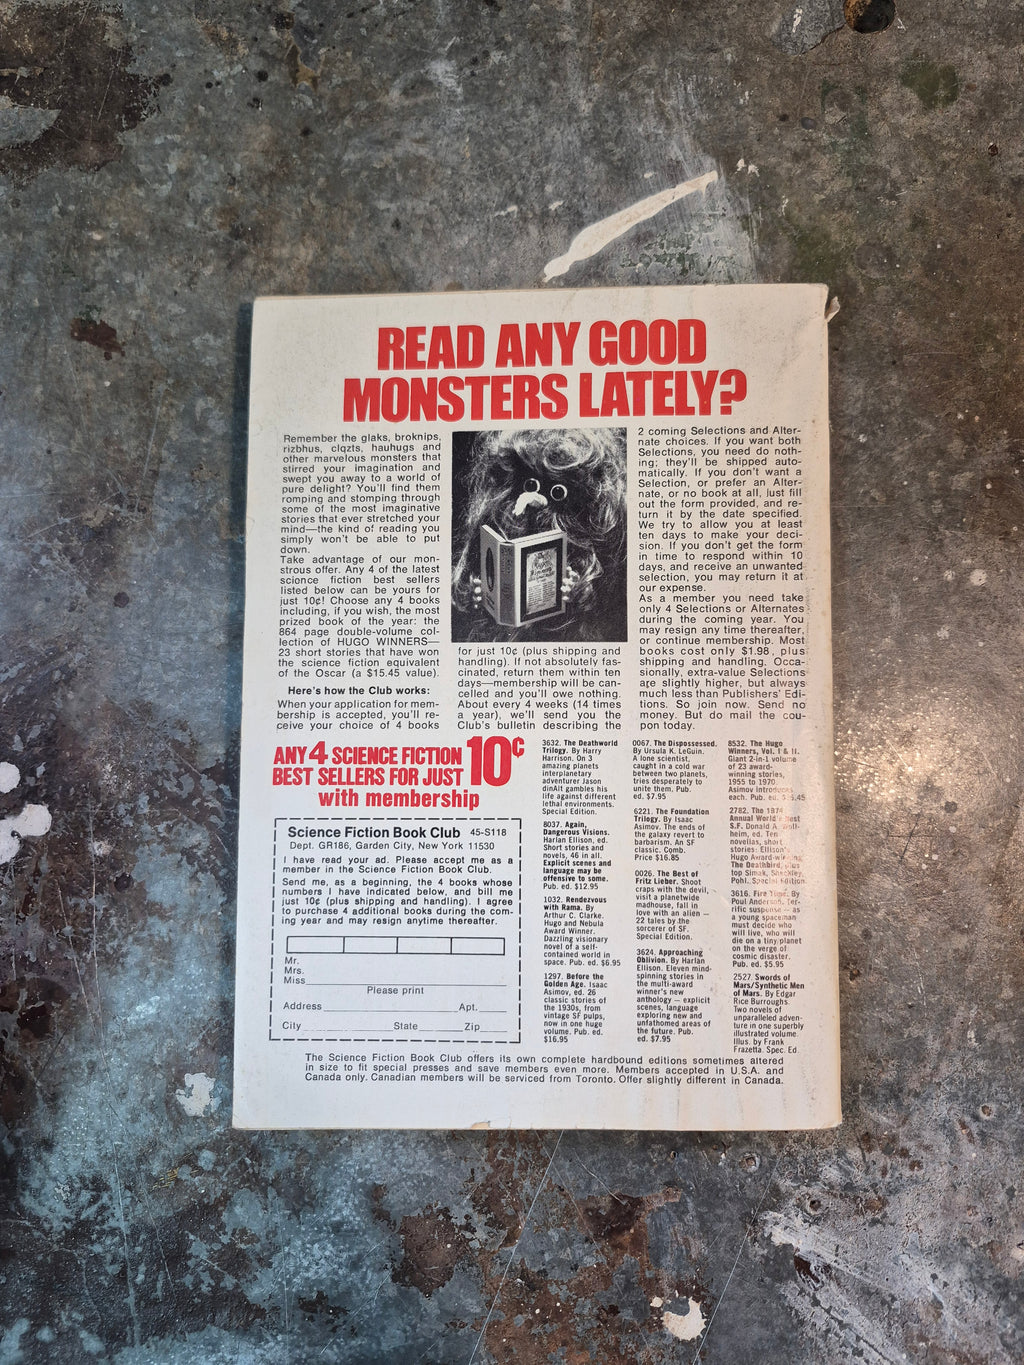 READ ANY GOOD
MONSTERS LATELY?
Remember the glaks, broknips,
rizbhus, clqzts, hauhugs and
other marvelous monsters that
stirred your imagination and
swept you away to a world of
pure delight? You'll find them
romping and stomping through
some of the most imaginative
stories that ever stretched your
mind—the kind of reading you
simply won't be able to put
down.
Take advantage of our mon-
strous offer. Any 4 of the latest
science fiction best sellers
listed below can be yours for
just 10¢! Choose any 4 books
including, if you wish, the most
prized book of the year: the
864 page double-volume col-
lection of HUGO WINNERS—
23 short stories that have won
the science fiction equivalent
of the Oscar (a $15.45 value).
Here's how the Club works:
When your application for mem-
bership is accepted, you'll re-
ceive your choice of 4 books
for just 10¢ (plus shipping and
handling). If not absolutely fas-
cinated, return them within ten
days—membership will be can-
celled and you'll owe nothing.
About every 4 weeks (14 times
a year), we'll send you the
Club's bulletin describing the
2 coming Selections and Alter-
nate choices. If you want both
Selections, you need do noth-
ing; they'll be shipped auto-
matically. If you don't want a
Selection, or prefer an Alter-
nate, or no book at all, just fill
out the form provided, and re-
turn it by the date specified.
We try to allow you at least
ten days to make your deci-
sion. If you don't get the form
in time to respond within 10
days, and receive an unwanted
selection, you may return it at
our expense.
As a member you need take
only 4 Selections or Alternates
during the coming year. You
may resign any time thereafter,
or continue membership. Most
books cost only $1.98, plus
shipping and handling. Occa-
sionally, extra-value Selections
are slightly higher, but always
much less than Publishers' Edi-
tions. So join now. Send no
money. But do mail the cou-
pon today.
ANY 4 SCIENCE FICTION
BEST SELLERS FOR JUST 10¢
with membership
Science Fiction Book Club 45-S118
Dept. GR186, Garden City, New York 11530
I have read your ad. Please accept me as a
member in the Science Fiction Book Club.
Send me, as a beginning, the 4 books whose
numbers I have indicated below, and bill me
just 10¢ (plus shipping and handling). I agree
to purchase 4 additional books during the com-
ing year and may resign anytime thereafter.
Mr.
Mrs.
Miss
Please print
Address Apt.
City State Zip
3632. The Deathworld
Trilogy. By Harry
Harrison. On 3
amazing planets
interplanetary
adventurer Jason
dinAlt gambles his
life against different
lethal environments.
Special Edition.
8037. Again,
Dangerous Visions.
Harlan Ellison, ed.
Short stories and
novels, 46 in all.
Explicit scenes and
language may be
offensive to some.
Pub. ed. $12.95
1032. Rendezvous
with Rama. By
Arthur C. Clarke.
Hugo and Nebula
Award Winner.
Dazzling visionary
novel of a self-
contained world in
space. Pub. ed. $6.95
1297. Before the
Golden Age. Isaac
Asimov, ed. 26
classic stories of
the 1930s, from
vintage SF pulps,
now in one huge
volume. Pub. ed.
$16.95
0067. The Dispossessed.
By Ursula K. LeGuin.
A lone scientist,
caught in a cold war
between two planets,
tries desperately to
unite them. Pub.
ed. $7.95
6221. The Foundation
Trilogy. By Isaac
Asimov. The ends of
the galaxy revert to
barbarism. An SF
classic. Comb.
Price $16.85
0026. The Best of
Fritz Lieber. Shoot
craps with the devil,
visit a planetwide
madhouse, fall in
love with an alien —
22 tales by the
sorcerer of SF.
Special Edition.
3624. Approaching
Oblivion. By Harlan
Ellison. Eleven mind-
spinning stories in
the multi-award
winner's new
anthology — explicit
scenes, language
exploring new and
unfathomed areas of
the future. Pub.
ed. $7.95
8532. The Hugo
Winners, Vol. I & II.
Giant 2-in-1 volume
of 23 award-
winning stories,
1955 to 1970.
Asimov Introduces
each. Pub. ed.
2782. The 1974
Annual World's Best
S.F. Donald A. Woll-
heim, ed. Ten
novellas, short
stories: Ellison's
Hugo Award-winning,
The Deathbird, plus
top Simak, Sheckley,
Pohl. Special Edition.
3616. Fire Time. By
Poul Anderson. Ter-
rific suspense — as
a young spaceman
must decide who
will live, who will
die on a tiny planet
on the verge of
cosmic disaster.
Pub. ed. $5.95
2527. Swords of
Mars/Synthetic Men
of Mars. By Edgar
Rice Burroughs.
Two novels of
unparalleled adven-
ture in one superbly
illustrated volume.
Illus. by Frank
Frazetta. Spec. Ed.
The Science Fiction Book Club offers its own complete hardbound editions sometimes altered
in size to fit special presses and save members even more. Members accepted in U.S.A. and
Canada only. Canadian members will be serviced from Toronto. Offer slightly different in Canada.